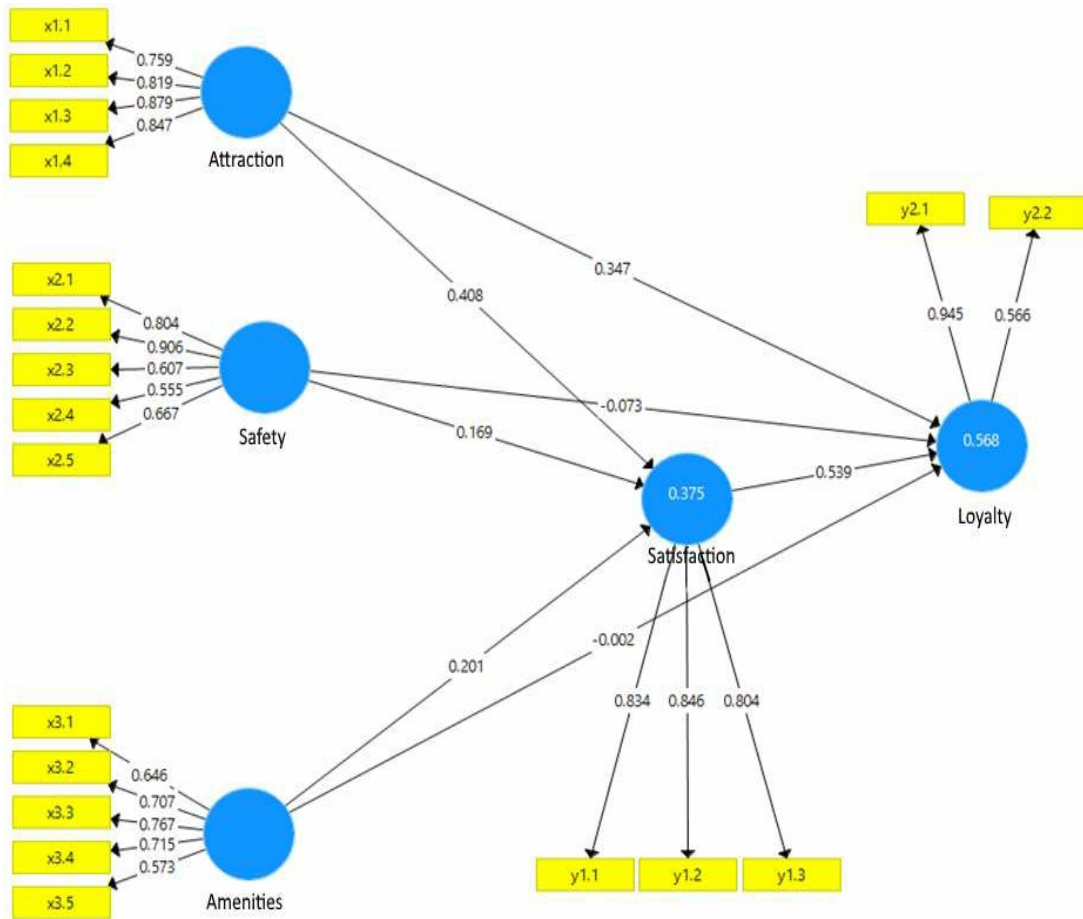 x1.1
x1.2
x1.3
x1.4
0.759
0.819
0.879
0.847
Attraction
x2.1
x2.2
x2.3
x2.4
x2.5
0.804
0.906
0.607
0.555
0.667
Safety
x3.1
x3.2
x3.3
x3.4
x3.5
0.646
0.707
0.767
0.715
0.573
Amenities
0.347
0.408
-0.073
0.169
0.201
-0.002
0.539
0.375
Satisfaction
0.834
0.846
0.804
y1.1
y1.2
y1.3
y2.1
y2.2
0.945
0.566
0.568
Loyalty